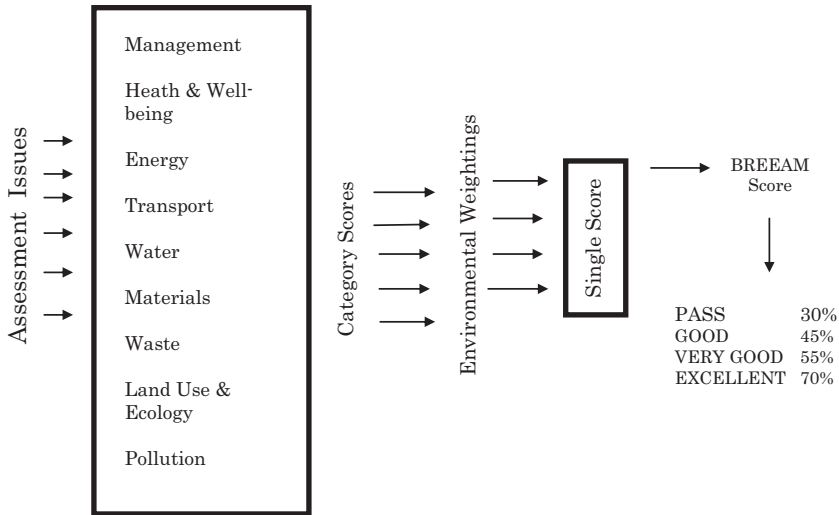 Assessment Issues
Management
Heath & Well-
being
Energy
Transport
Water
Materials
Waste
Land Use &
Ecology
Pollution
Category Scores
Environmental Weightings
Single Score
BREEAM
Score
PASS 30%
GOOD 45%
VERY GOOD 55%
EXCELLENT 70%